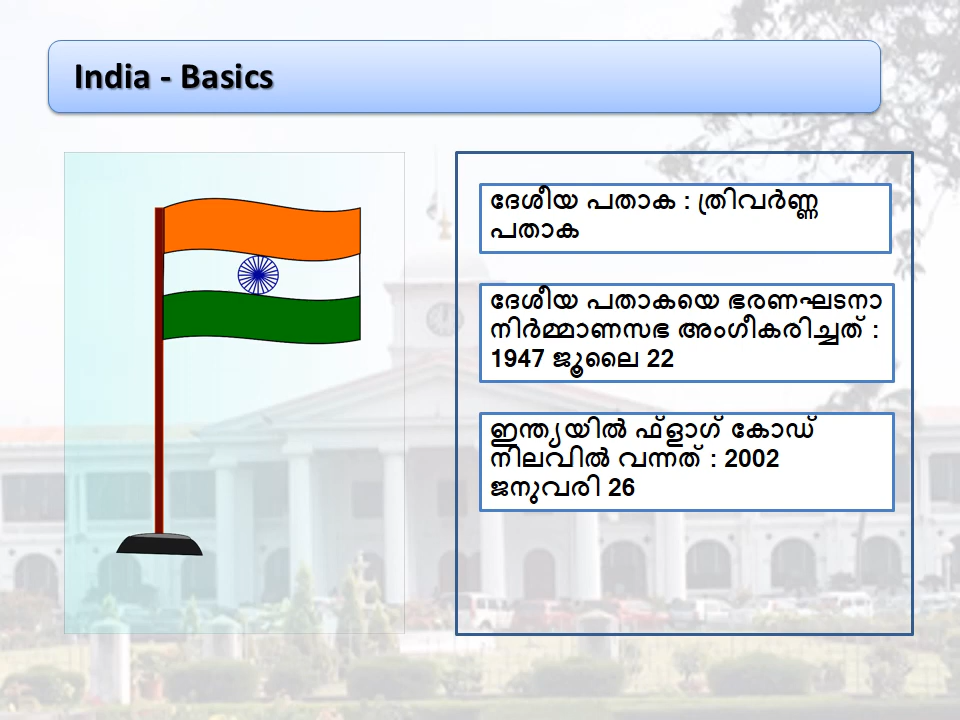 India - Basics
ദേശീയ പതാക : ത്രിവർണ്ണ
പതാക
ദേശീയ പതാകയെ ഭരണഘടനാ
നിർമ്മാണസഭ അംഗീകരിച്ചത് :
1947 ജൂലൈ 22
ഇന്ത്യയിൽ ഫ്ളാഗ് കോഡ്
നിലവിൽ വന്നത് : 2002
ജനുവരി 26